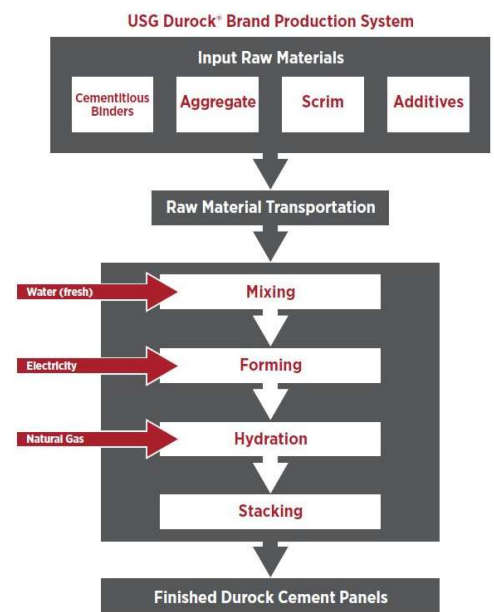 USG Durock® Brand Production System
Input Raw Materials
Cementitious
Binders
Aggregate
Scrim
Additives
Raw Material Transportation
Water (fresh)
Mixing
Electricity
Forming
Natural Gas
Hydration
Stacking
Finished Durock Cement Panels